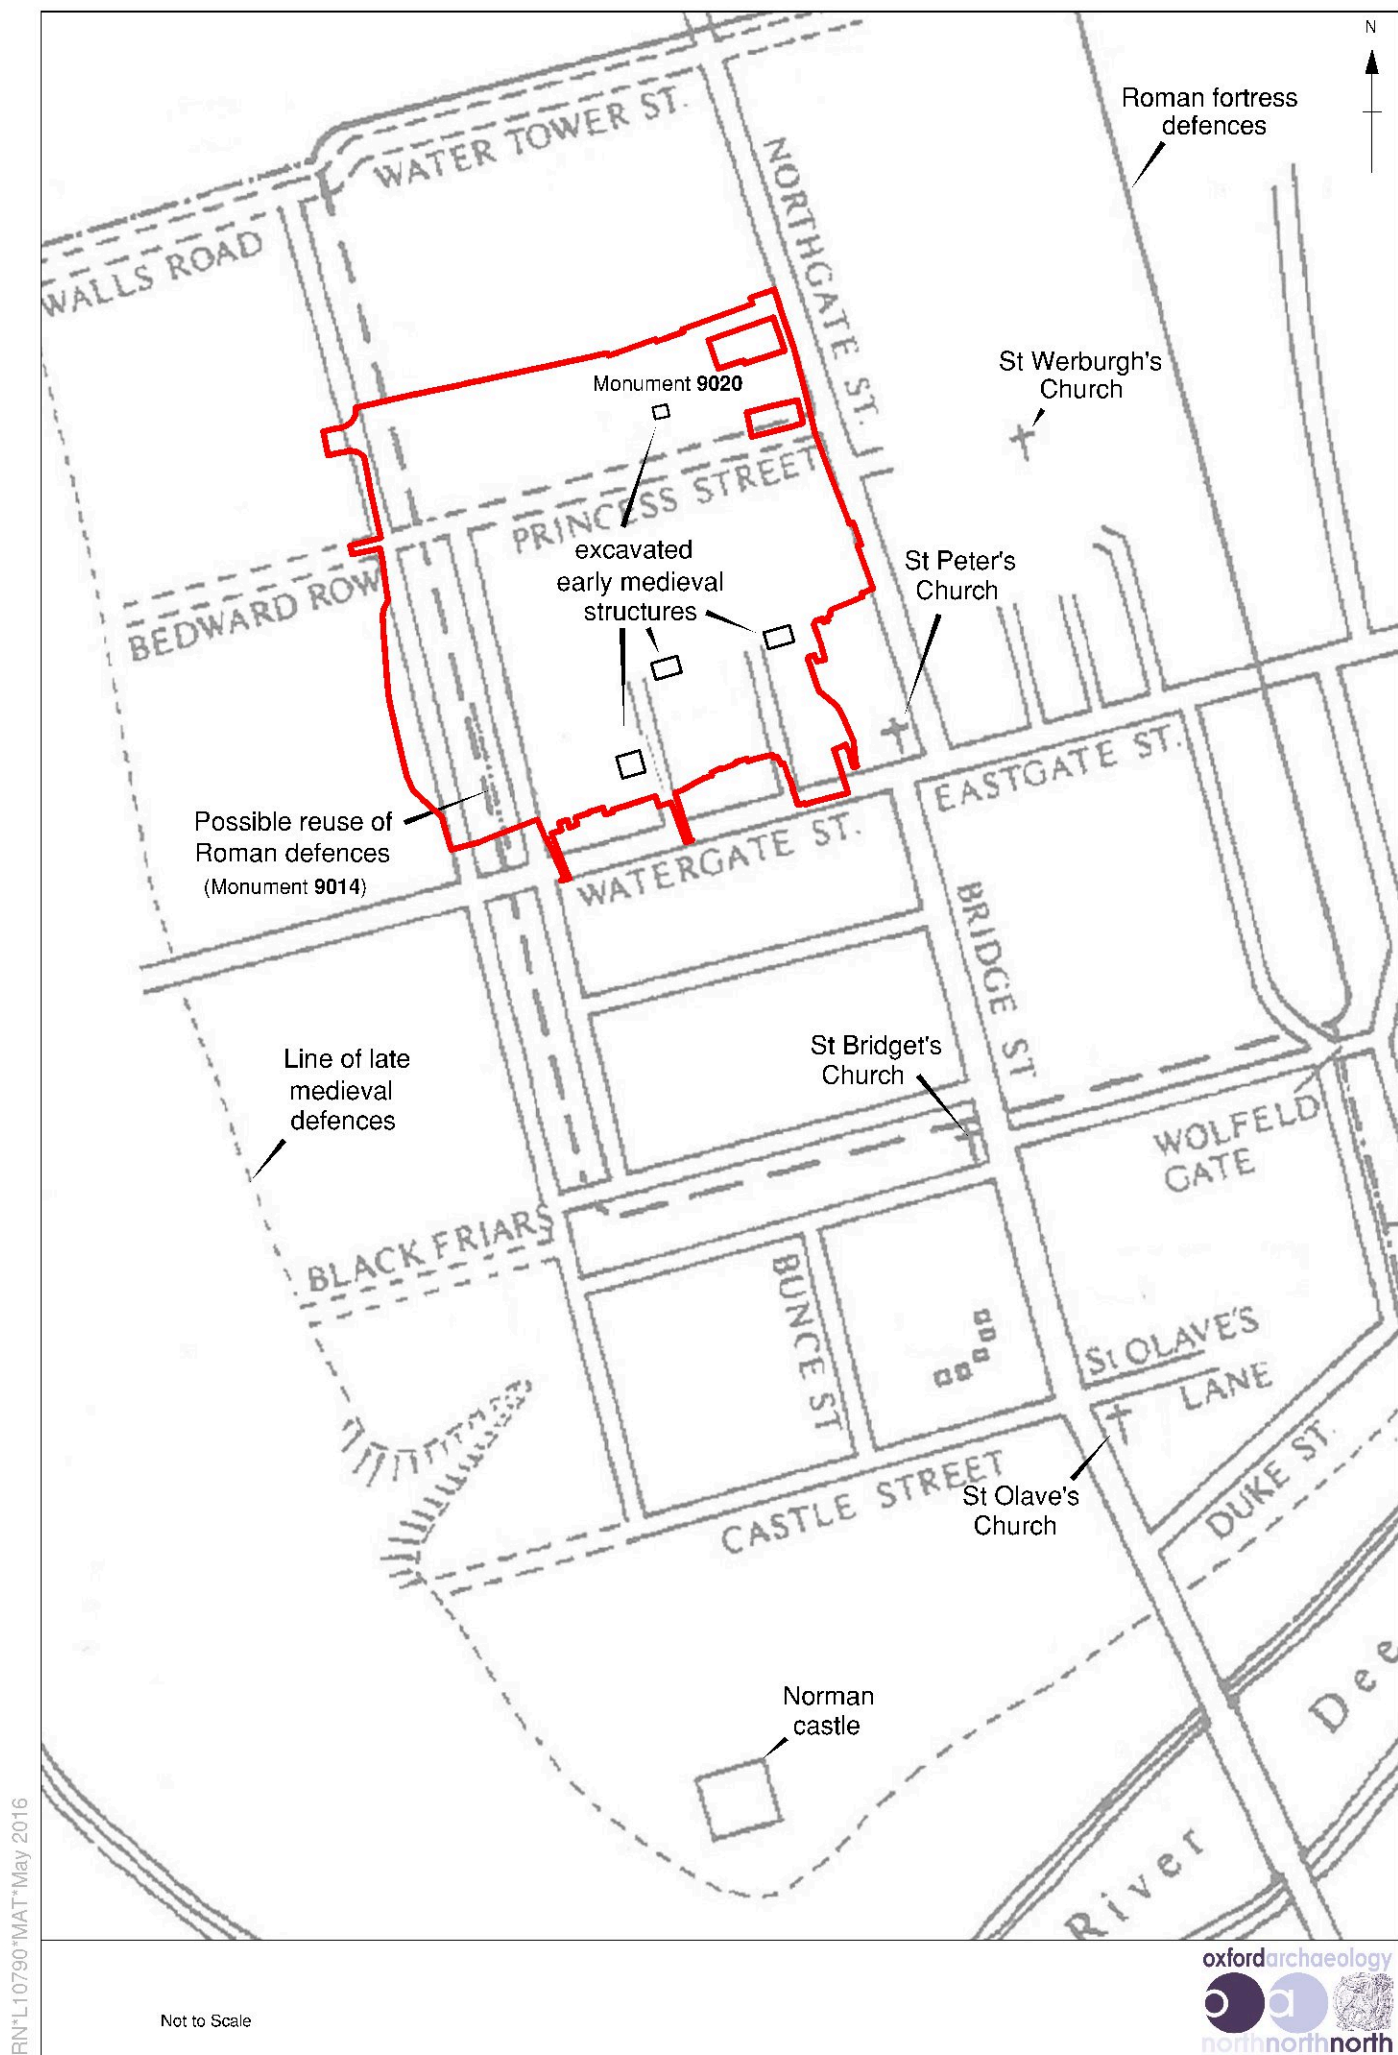 N
Roman fortress
defences
WATER TOWER ST.
NORTHGATE ST.
WALLS ROAD
St Werburgh's
Church
Monument 9020
PRINCESS STREET
excavated
early medieval
structures
St Peter's
Church
BEDWARD ROW
EASTGATE ST.
Possible reuse of
Roman defences
(Monument 9014)
WATERGATE ST.
BRIDGE ST
Line of late
medieval
defences
St Bridget's
Church
WOLFELD
GATE
BLACK FRIARS
BUNCE ST
St OLAVE'S
LANE
DUKE ST.
CASTLE STREET
St Olave's
Church
Norman
castle
River Dee
RN*L10790*MAT*May 2016
Not to Scale
oxfordarchaeology
o a
northnorthnorth